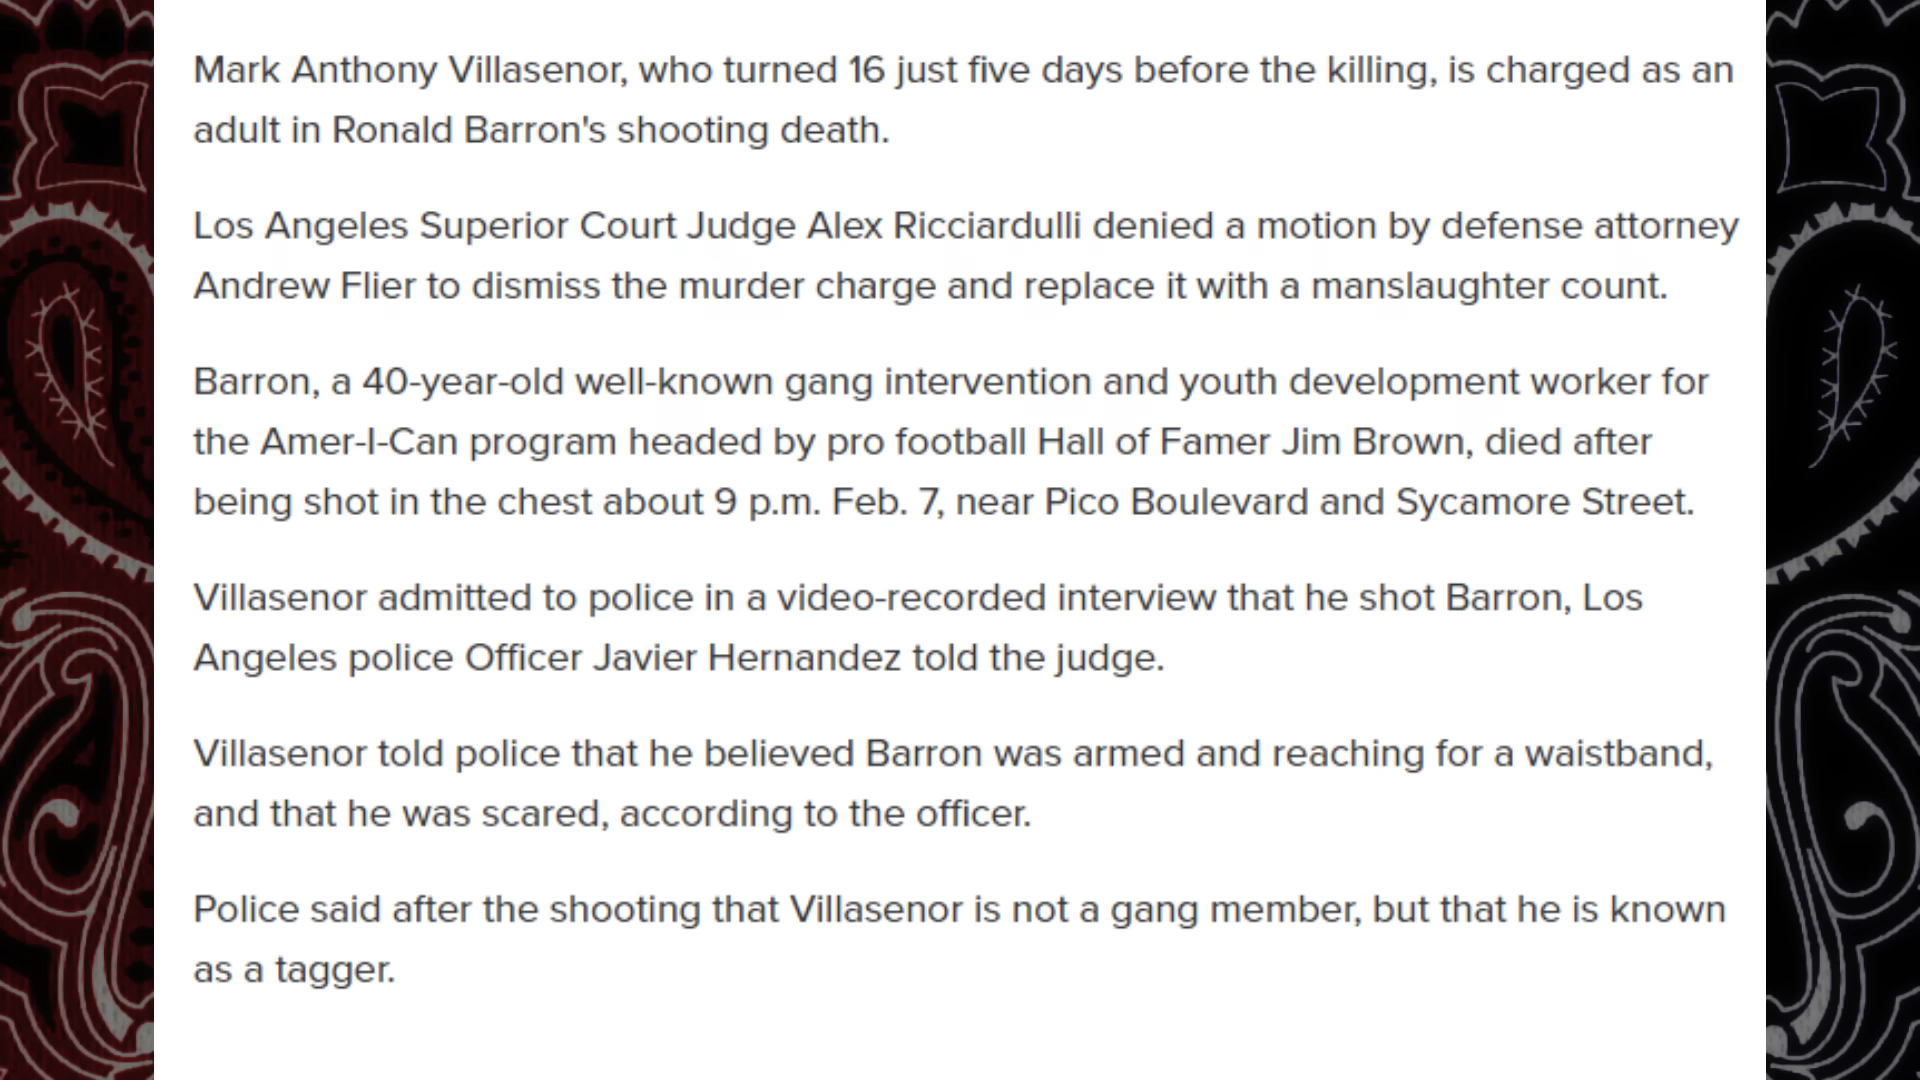 Mark Anthony Villasenor, who turned 16 just five days before the killing, is charged as an
adult in Ronald Barron's shooting death.
Los Angeles Superior Court Judge Alex Ricciardulli denied a motion by defense attorney
Andrew Flier to dismiss the murder charge and replace it with a manslaughter count.
Barron, a 40-year-old well-known gang intervention and youth development worker for
the Amer-I-Can program headed by pro football Hall of Famer Jim Brown, died after
being shot in the chest about 9 p.m. Feb. 7, near Pico Boulevard and Sycamore Street.
Villasenor admitted to police in a video-recorded interview that he shot Barron, Los
Angeles police Officer Javier Hernandez told the judge.
Villasenor told police that he believed Barron was armed and reaching for a waistband,
and that he was scared, according to the officer.
Police said after the shooting that Villasenor is not a gang member, but that he is known
as a tagger.